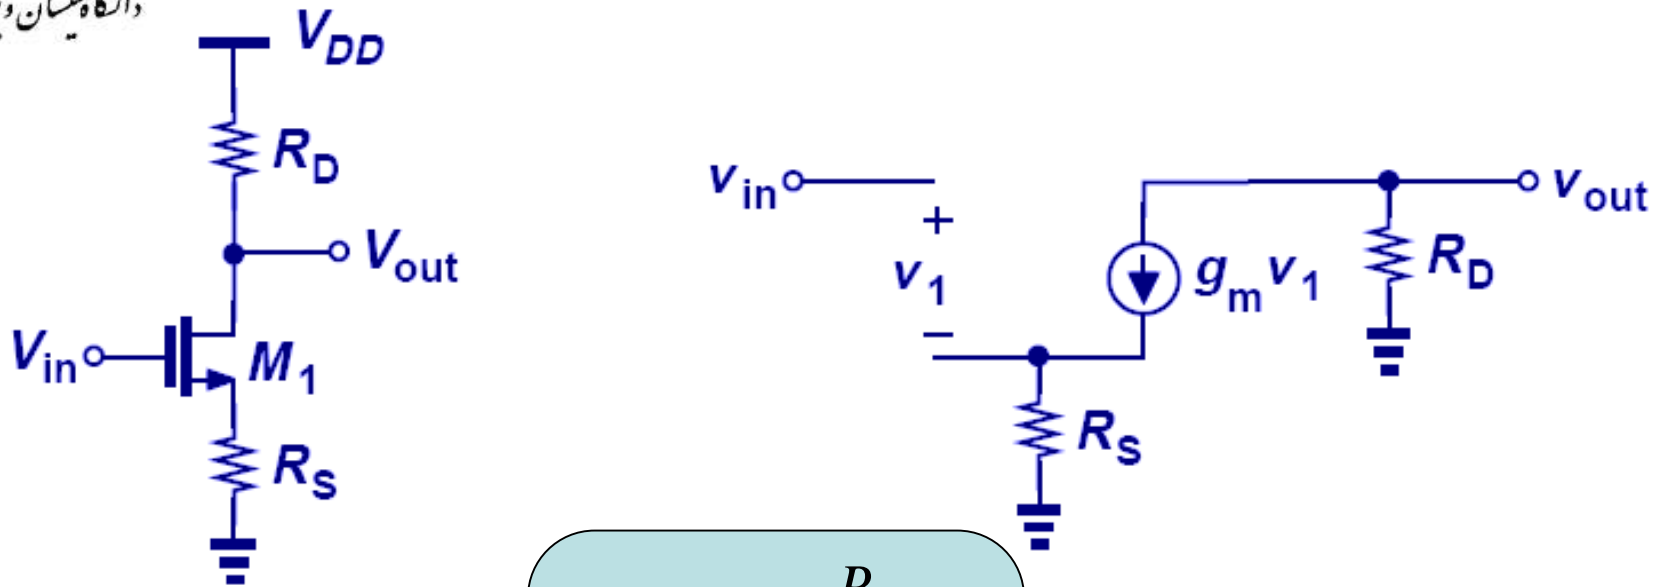 V_DD
R_D
V_out
V_in
M_1
R_S
v_in
+
v_1
−
g_m v_1
v_out
R_D
R_S